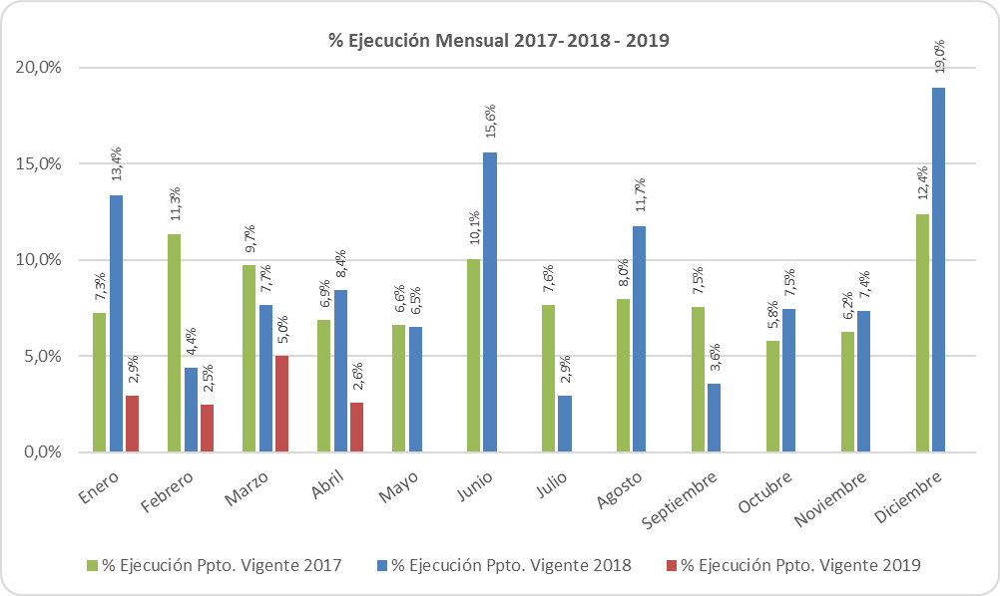 % Ejecución Mensual 2017- 2018 - 2019
20,0%
15,0%
10,0%
5,0%
0,0%
7,3%
13,4%
2,9%
11,3%
4,4%
2,5%
9,7%
7,7%
5,0%
6,9%
8,4%
2,6%
6,6%
6,5%
10,1%
15,6%
7,6%
2,9%
8,0%
11,7%
7,5%
3,6%
5,8%
7,5%
6,2%
7,4%
12,4%
19,0%
Enero
Febrero
Marzo
Abril
Mayo
Junio
Julio
Agosto
Septiembre
Octubre
Noviembre
Diciembre
% Ejecución Ppto. Vigente 2017
% Ejecución Ppto. Vigente 2018
% Ejecución Ppto. Vigente 2019